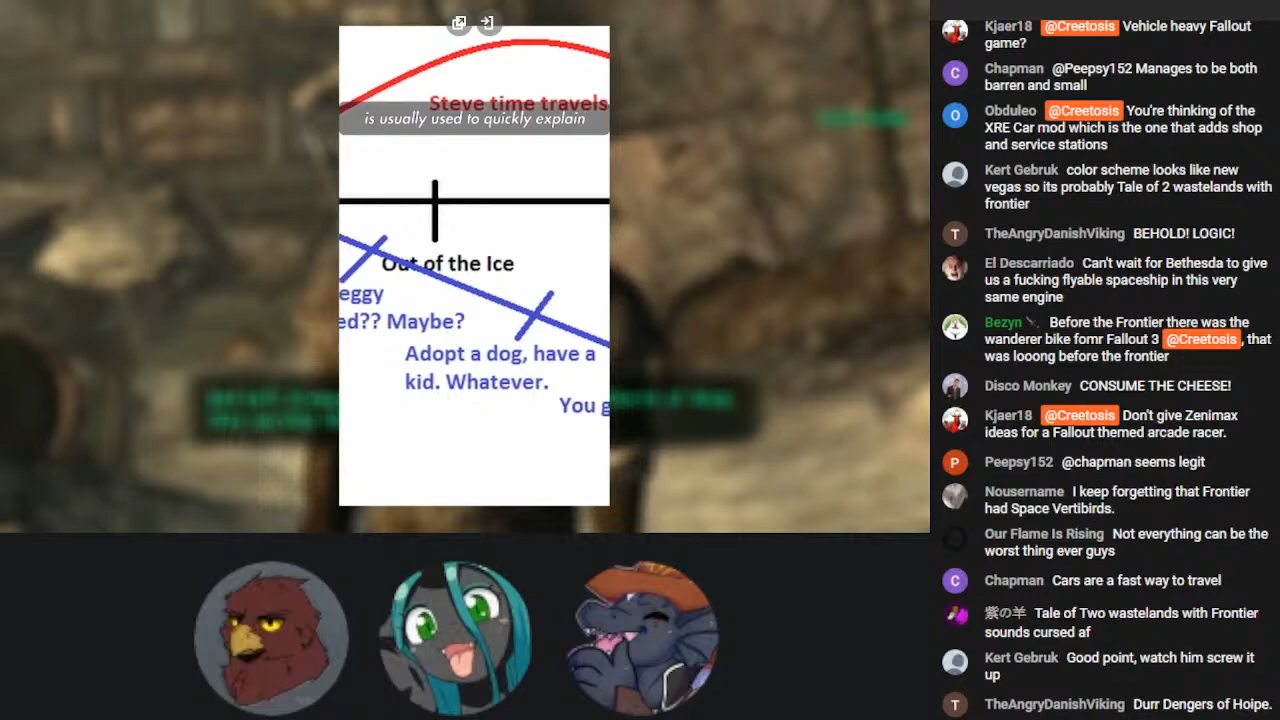 Steve time travels
is usually used to quickly explain
Out of the Ice
eggy
ed?? Maybe?
Adopt a dog, have a
kid. Whatever.
You g
Kjaer18 @Creetosis Vehicle heavy Fallout
game?
C Chapman @Peepsy152 Manages to be both
barren and small
O Obduleo @Creetosis You're thinking of the
XRE Car mod which is the one that adds shop
and service stations
Kert Gebruk color scheme looks like new
vegas so its probably Tale of 2 wastelands with
frontier
T TheAngryDanishViking BEHOLD! LOGIC!
El Descarriado Can't wait for Bethesda to give
us a fucking flyable spaceship in this very
same engine
Bezyn Before the Frontier there was the
wanderer bike fomr Fallout 3 @Creetosis, that
was looong before the frontier
Disco Monkey CONSUME THE CHEESE!
Kjaer18 @Creetosis Don't give Zenimax
ideas for a Fallout themed arcade racer.
P Peepsy152 @chapman seems legit
Nousername I keep forgetting that Frontier
had Space Vertibirds.
Our Flame Is Rising Not everything can be the
worst thing ever guys
C Chapman Cars are a fast way to travel
紫の羊 Tale of Two wastelands with Frontier
sounds cursed af
Kert Gebruk Good point, watch him screw it
up
T TheAngryDanishViking Durr Dengers of Hoipe.